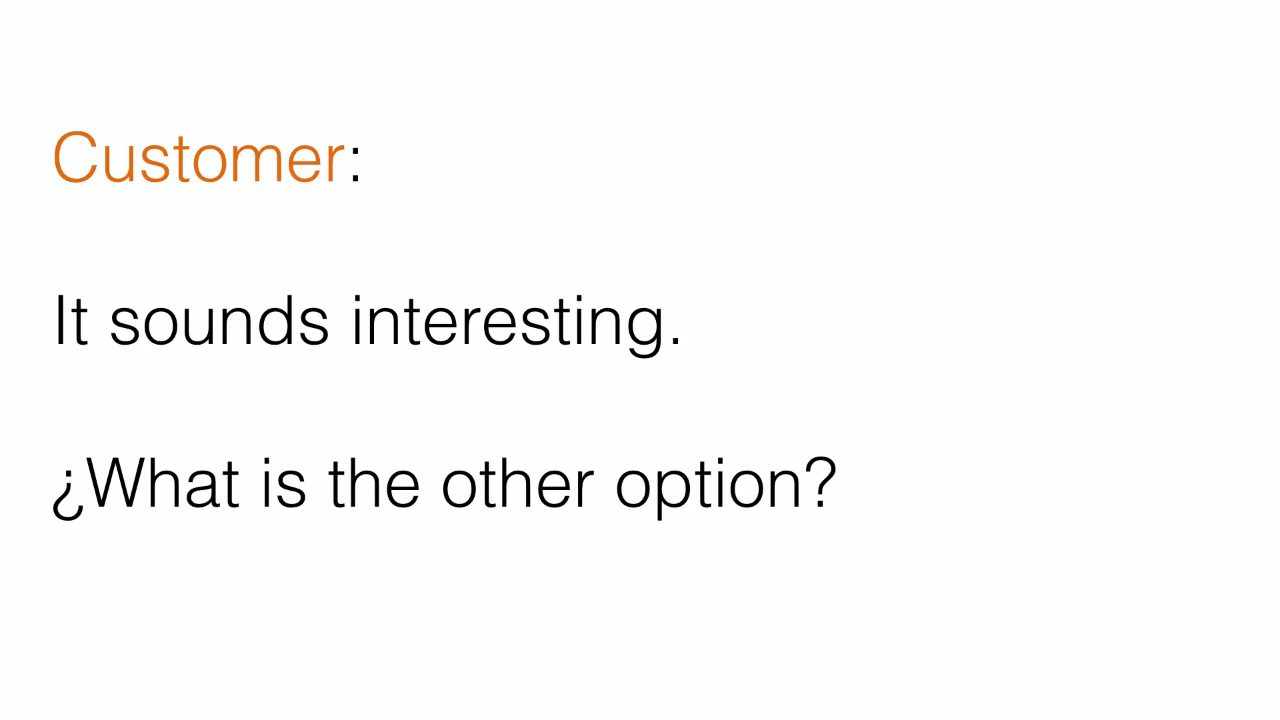 Customer:
It sounds interesting.
¿What is the other option?